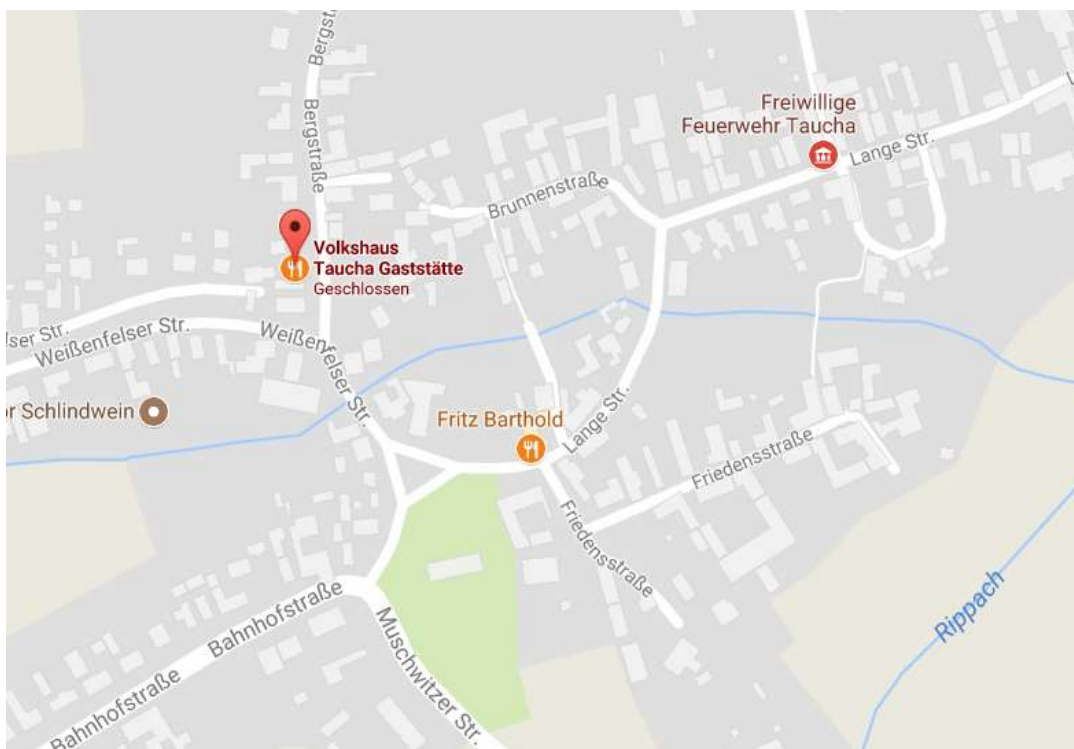 Bergst
Bergstraße
Freiwillige
Feuerwehr Taucha
Lange Str.
Brunnenstraße
Volkshaus
Taucha Gaststätte
Geschlossen
lser Str.
Weißenfelser Str.
Weißenfelser Str.
or Schlindwein
Fritz Barthold
Lange Str.
Friedensstraße
Friedensstraße
Bahnhofstraße
Bahnhofstraße
Muschwitzer Str.
Rippach